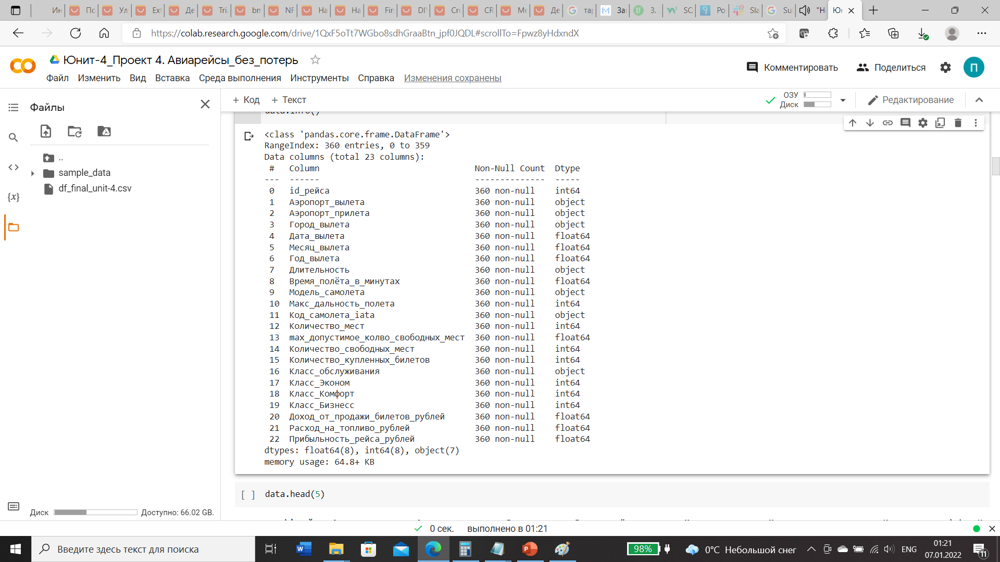 Ин
По
Ул
Ext
Де
Tria
bm
NF
На
На
Fir
DIY
Cre
CR
Me
Де
тар
За
3. 
SC
Po
Sla
Su
"Н
Юн
https://colab.research.google.com/drive/1QxF5oTt7WGbo8sdhGraaBtn_jpf0JQDL#scrollTo=Fpwz8yHdxndX
Юнит-4_Проект 4. Авиарейсы_без_потерь
Комментировать Поделиться П
Файл Изменить Вид Вставка Среда выполнения Инструменты Справка Изменения сохранены
Файлы
+ Код + Текст
ОЗУ
Диск
Редактирование
..
sample_data
df_final_unit-4.csv
{x}
Диск Доступно: 66.02 GB.
data.info()
<class 'pandas.core.frame.DataFrame'>
RangeIndex: 360 entries, 0 to 359
Data columns (total 23 columns):
# Column Non-Null Count Dtype
--- ------ -------------- -----
0 id_рейса 360 non-null int64
1 Аэропорт_вылета 360 non-null object
2 Аэропорт_прилета 360 non-null object
3 Город_вылета 360 non-null object
4 Дата_вылета 360 non-null float64
5 Месяц_вылета 360 non-null float64
6 Год_вылета 360 non-null float64
7 Длительность 360 non-null object
8 Время_полёта_в_минутах 360 non-null float64
9 Модель_самолета 360 non-null object
10 Макс_дальность_полета 360 non-null int64
11 Код_самолета_iata 360 non-null object
12 Количество_мест 360 non-null int64
13 max_допустимое_колво_свободных_мест 360 non-null float64
14 Количество_свободных_мест 360 non-null int64
15 Количество_купленных_билетов 360 non-null int64
16 Класс_обслуживания 360 non-null object
17 Класс_Эконом 360 non-null int64
18 Класс_Комфорт 360 non-null int64
19 Класс_Бизнесс 360 non-null int64
20 Доход_от_продажи_билетов_рублей 360 non-null float64
21 Расход_на_топливо_рублей 360 non-null float64
22 Прибыльность_рейса_рублей 360 non-null float64
dtypes: float64(8), int64(8), object(7)
memory usage: 64.8+ KB
[ ] data.head(5)
0 сек. выполнено в 01:21
Введите здесь текст для поиска
98%
0°C Небольшой снег
ENG
01:21
07.01.2022
11